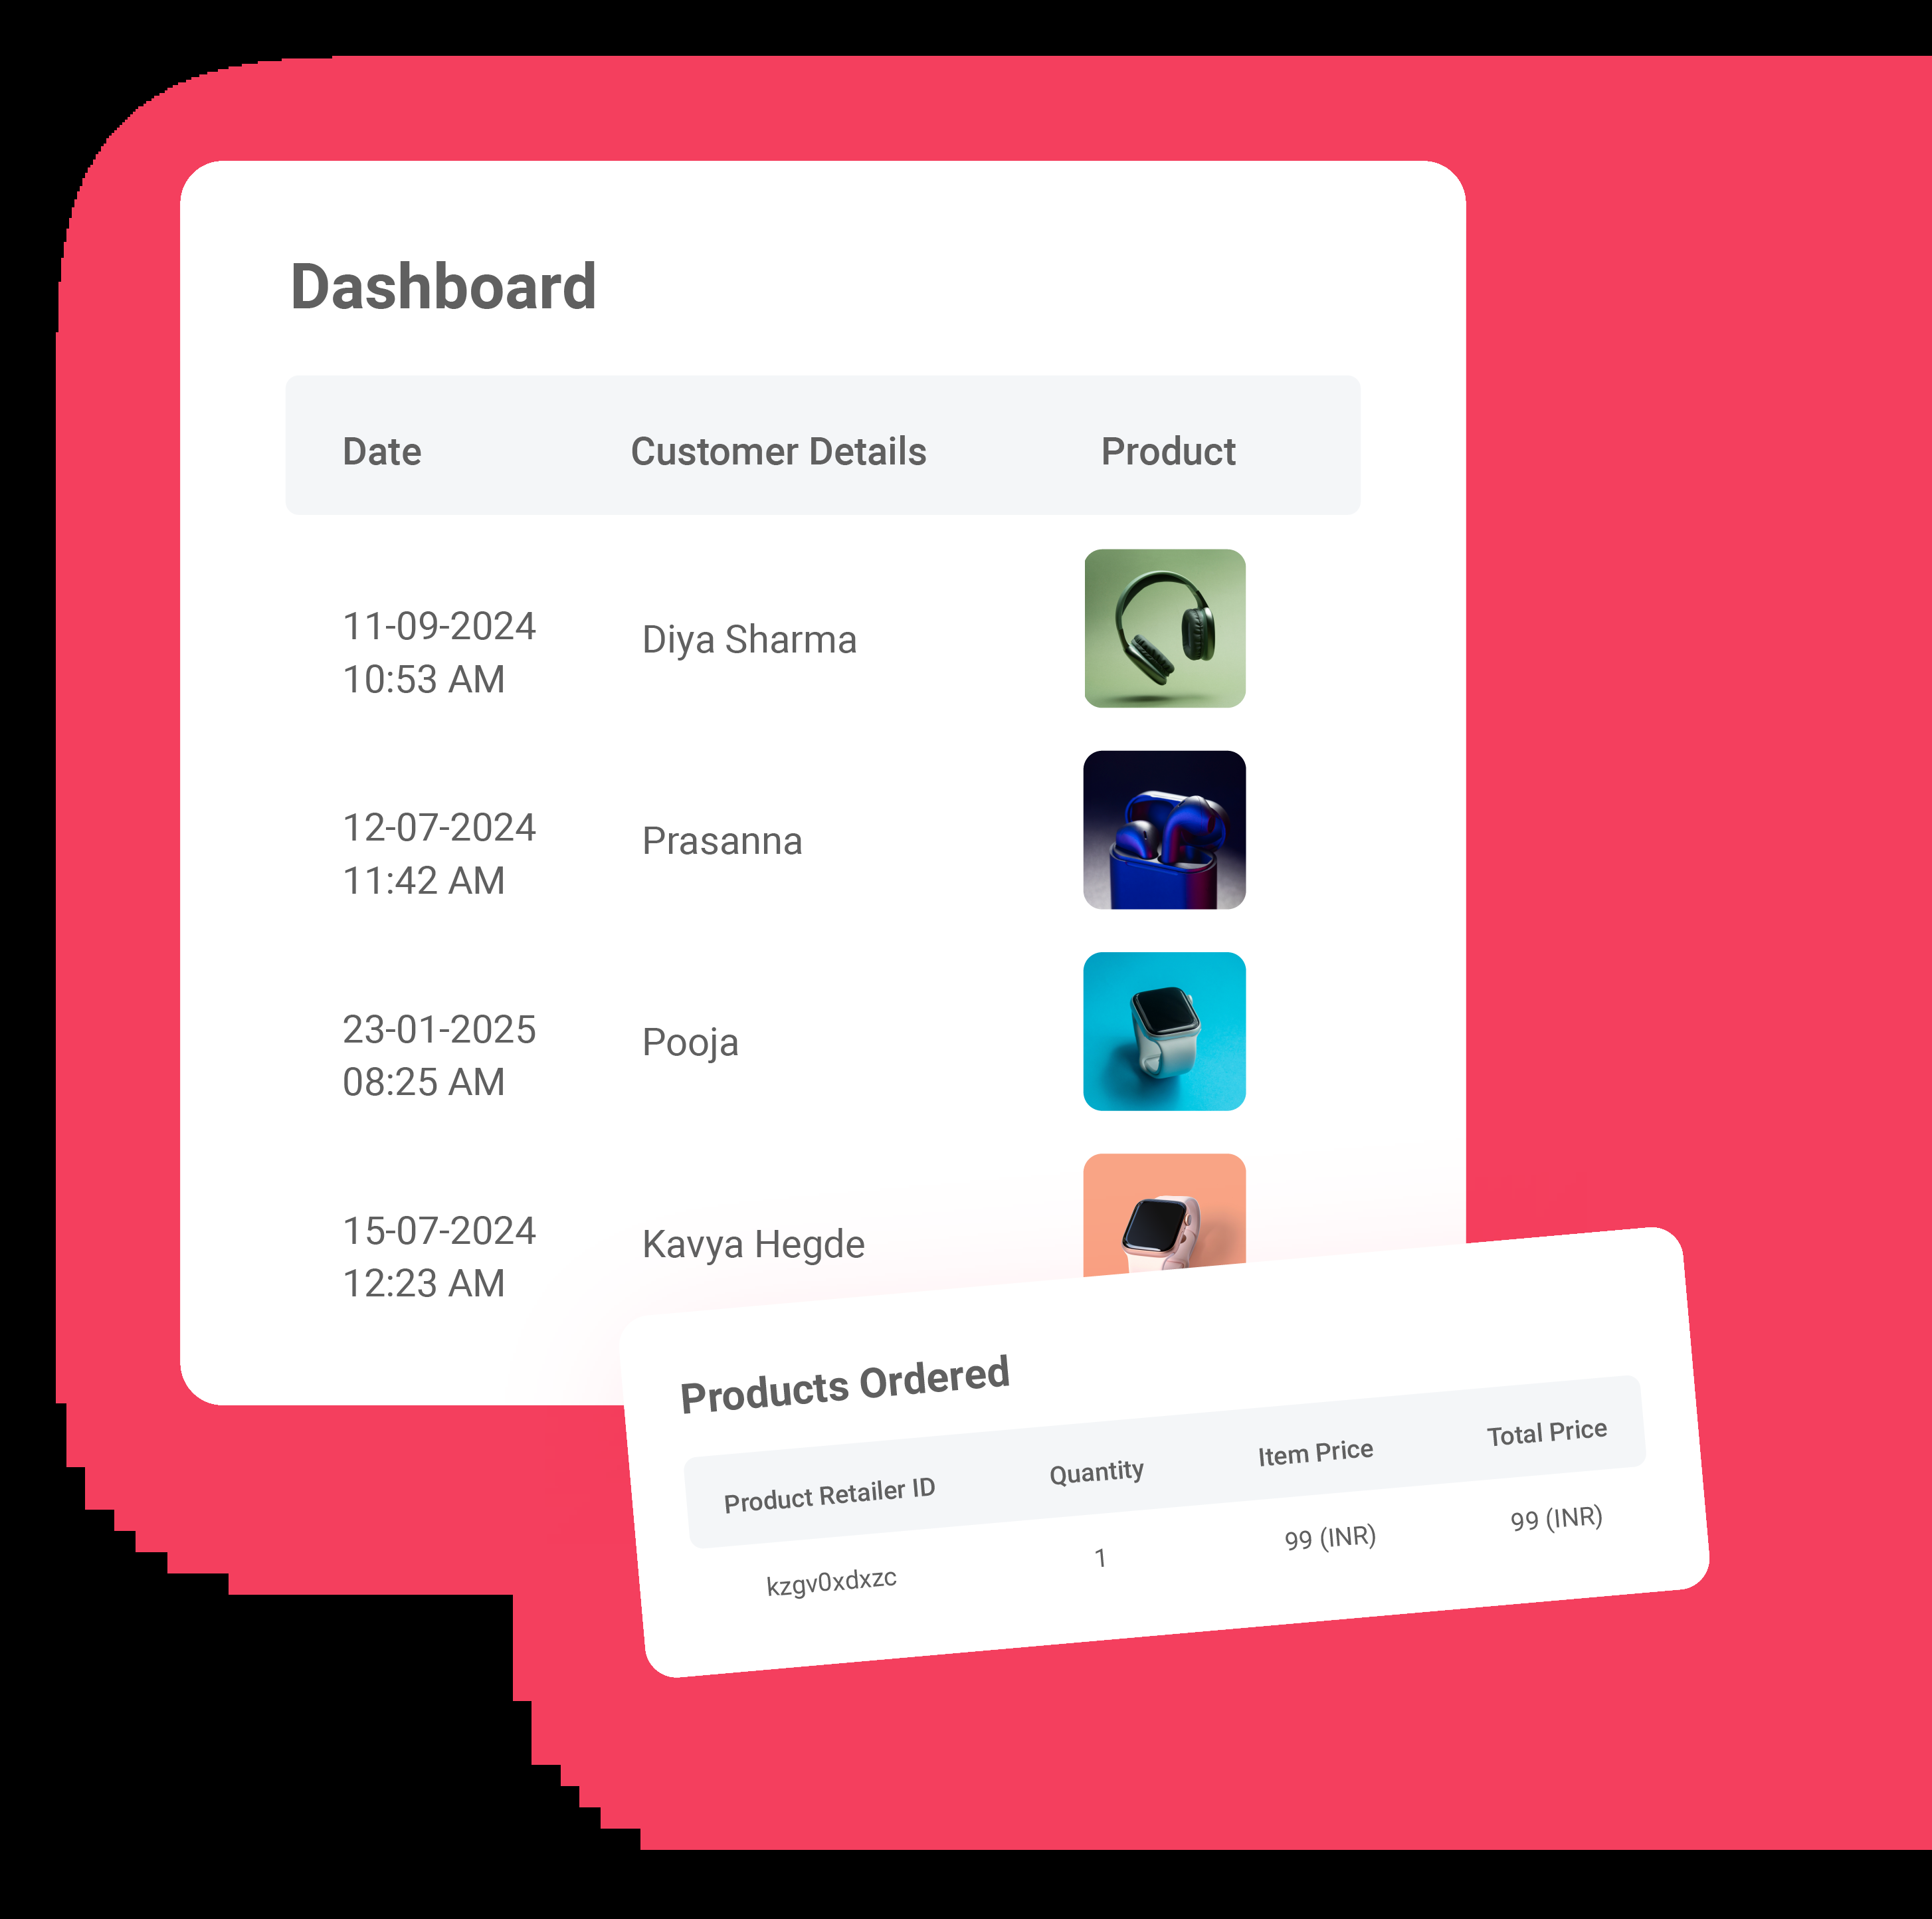 Dashboard
Date Customer Details Product
11-09-2024
10:53 AM
Diya Sharma
12-07-2024
11:42 AM
Prasanna
23-01-2025
08:25 AM
Pooja
15-07-2024
12:23 AM
Kavya Hegde
Products Ordered
Product Retailer ID Quantity Item Price Total Price
kzgv0xdxzc 1 99 (INR) 99 (INR)